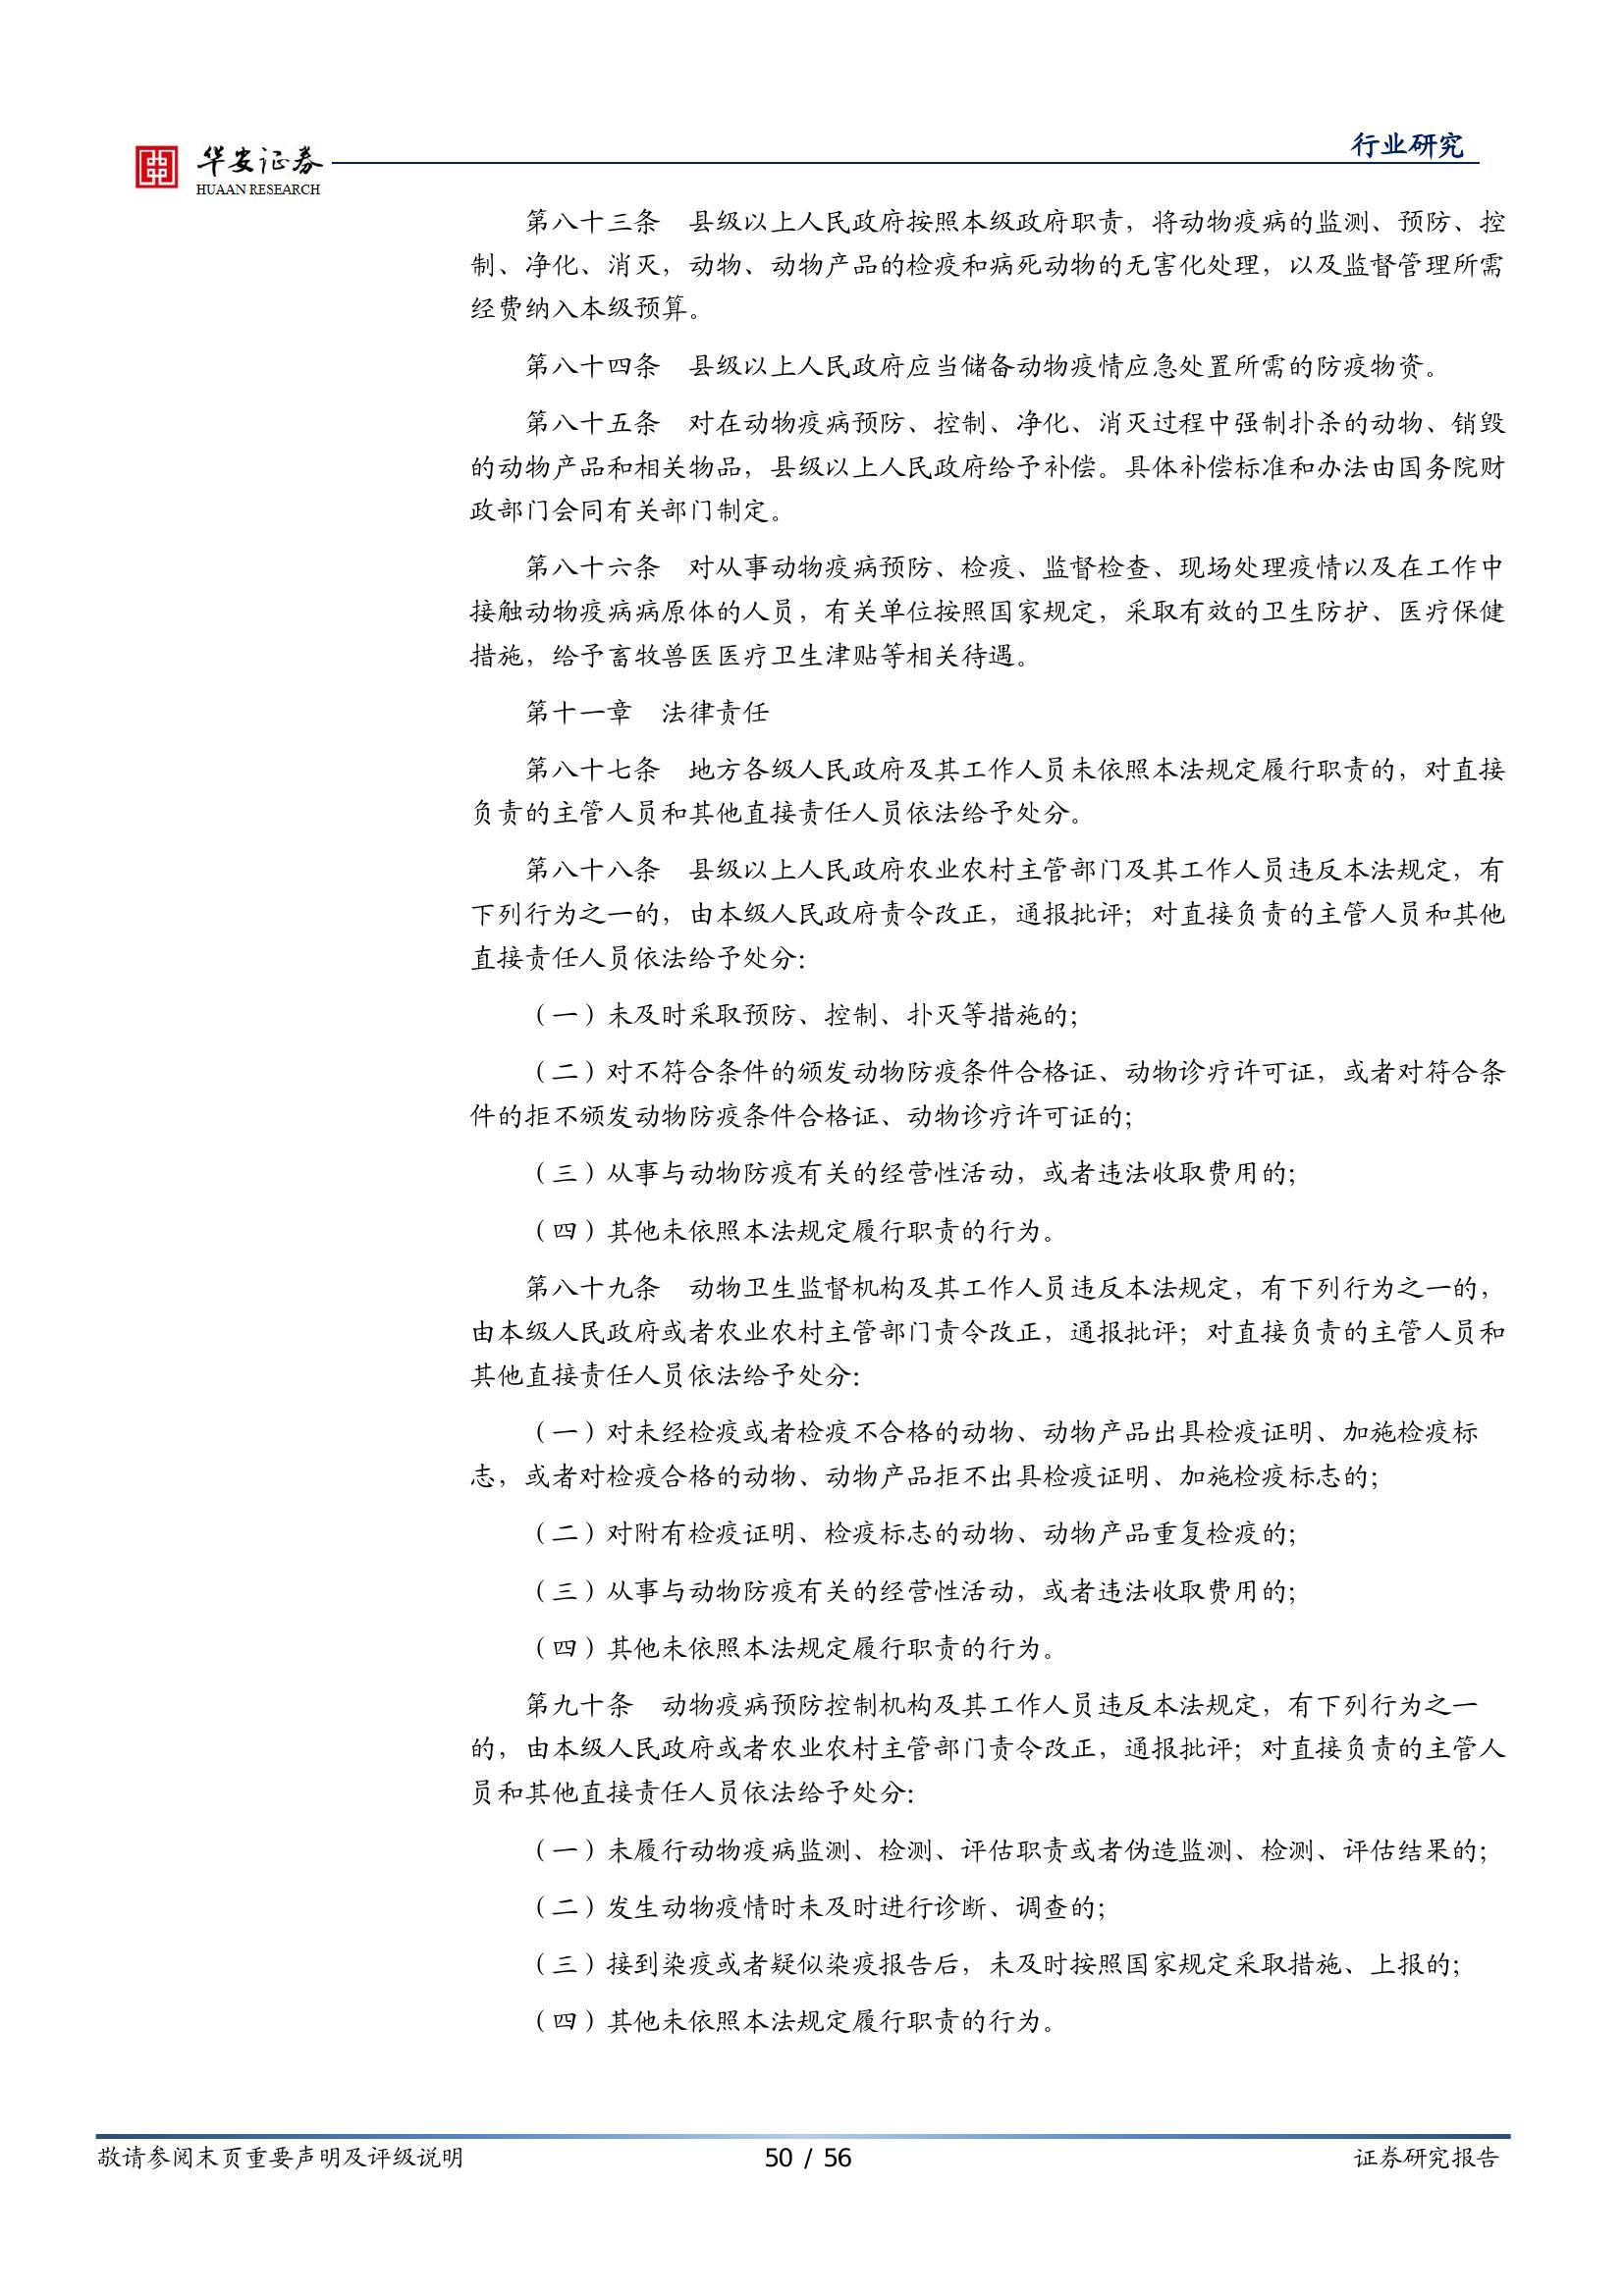 华安证券
HUAAN RESEARCH
行业研究
第八十三条　县级以上人民政府按照本级政府职责，将动物疫病的监测、预防、控
制、净化、消灭，动物、动物产品的检疫和病死动物的无害化处理，以及监督管理所需
经费纳入本级预算。
第八十四条　县级以上人民政府应当储备动物疫情应急处置所需的防疫物资。
第八十五条　对在动物疫病预防、控制、净化、消灭过程中强制扑杀的动物、销毁
的动物产品和相关物品，县级以上人民政府给予补偿。具体补偿标准和办法由国务院财
政部门会同有关部门制定。
第八十六条　对从事动物疫病预防、检疫、监督检查、现场处理疫情以及在工作中
接触动物疫病病原体的人员，有关单位按照国家规定，采取有效的卫生防护、医疗保健
措施，给予畜牧兽医医疗卫生津贴等相关待遇。
第十一章　法律责任
第八十七条　地方各级人民政府及其工作人员未依照本法规定履行职责的，对直接
负责的主管人员和其他直接责任人员依法给予处分。
第八十八条　县级以上人民政府农业农村主管部门及其工作人员违反本法规定，有
下列行为之一的，由本级人民政府责令改正，通报批评；对直接负责的主管人员和其他
直接责任人员依法给予处分：
（一）未及时采取预防、控制、扑灭等措施的；
（二）对不符合条件的颁发动物防疫条件合格证、动物诊疗许可证，或者对符合条
件的拒不颁发动物防疫条件合格证、动物诊疗许可证的；
（三）从事与动物防疫有关的经营性活动，或者违法收取费用的；
（四）其他未依照本法规定履行职责的行为。
第八十九条　动物卫生监督机构及其工作人员违反本法规定，有下列行为之一的，
由本级人民政府或者农业农村主管部门责令改正，通报批评；对直接负责的主管人员和
其他直接责任人员依法给予处分：
（一）对未经检疫或者检疫不合格的动物、动物产品出具检疫证明、加施检疫标
志，或者对检疫合格的动物、动物产品拒不出具检疫证明、加施检疫标志的；
（二）对附有检疫证明、检疫标志的动物、动物产品重复检疫的；
（三）从事与动物防疫有关的经营性活动，或者违法收取费用的；
（四）其他未依照本法规定履行职责的行为。
第九十条　动物疫病预防控制机构及其工作人员违反本法规定，有下列行为之一
的，由本级人民政府或者农业农村主管部门责令改正，通报批评；对直接负责的主管人
员和其他直接责任人员依法给予处分：
（一）未履行动物疫病监测、检测、评估职责或者伪造监测、检测、评估结果的；
（二）发生动物疫情时未及时进行诊断、调查的；
（三）接到染疫或者疑似染疫报告后，未及时按照国家规定采取措施、上报的；
（四）其他未依照本法规定履行职责的行为。
敬请参阅末页重要声明及评级说明
50 / 56
证券研究报告